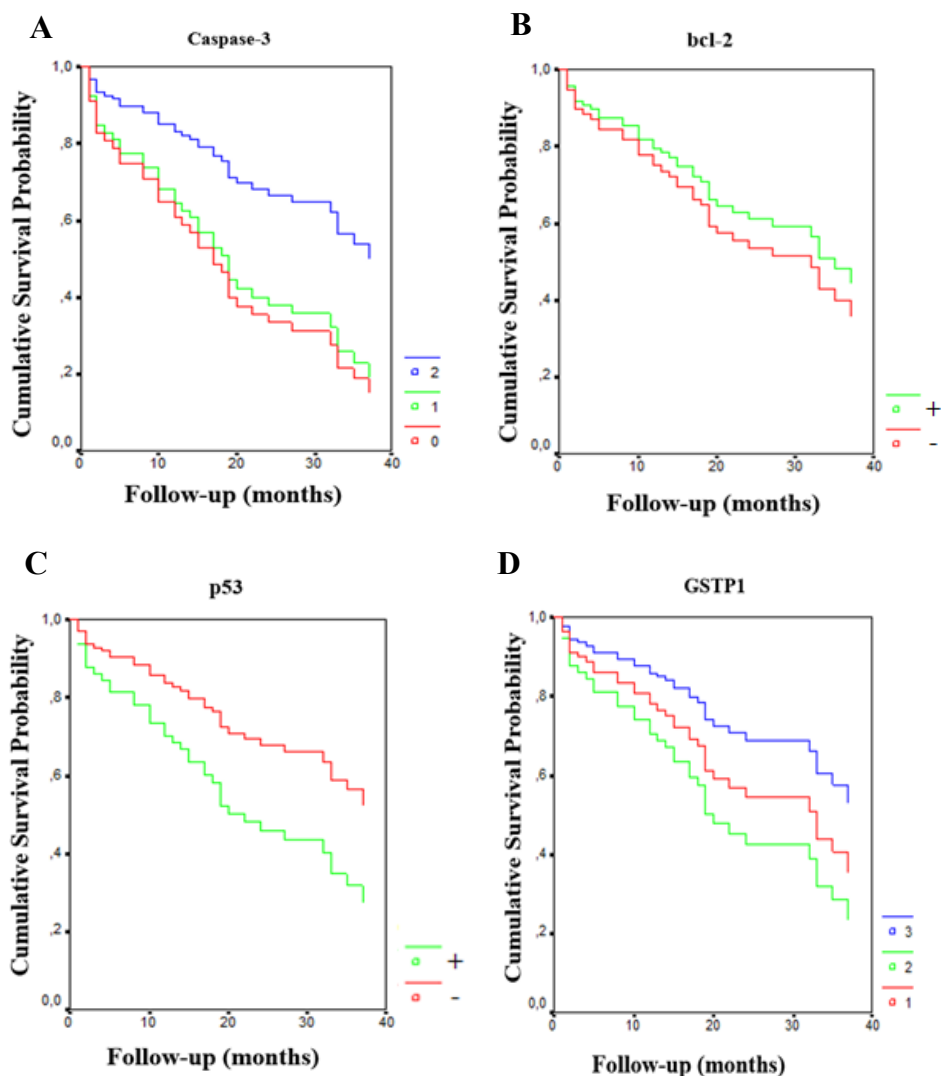 A
Caspase-3
Cumulative Survival Probability
1,0
,8
,6
,4
,2
0,0
0 10 20 30 40
Follow-up (months)
2
1
0
B
bcl-2
Cumulative Survival Probability
1,0
,8
,6
,4
,2
0,0
0 10 20 30 40
Follow-up (months)
+
-
C
p53
Cumulative Survival Probability
1,0
,8
,6
,4
,2
0,0
0 10 20 30 40
Follow-up (months)
+
-
D
GSTP1
Cumulative Survival Probability
1,0
,8
,6
,4
,2
0,0
0 10 20 30 40
Follow-up (months)
3
2
1